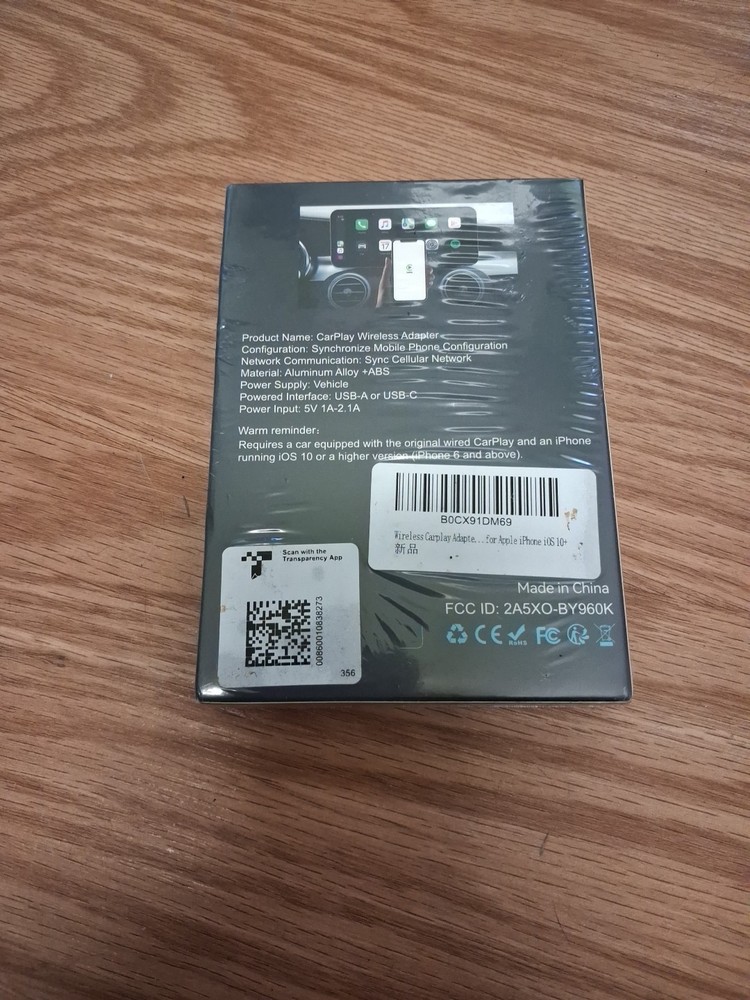 17
Product Name: CarPlay Wireless Adapter
Configuration: Synchronize Mobile Phone Configuration
Network Communication: Sync Cellular Network
Material: Aluminum Alloy +ABS
Power Supply: Vehicle
Powered Interface: USB-A or USB-C
Power Input: 5V 1A-2.1A
Warm reminder:
Requires a car equipped with the original wired CarPlay and an iPhone
running iOS 10 or a higher version (iPhone 6 and above).
B0CX91DM69
Wireless Carplay Adapte... for Apple iPhone iOS 10+
新品
Scan with the
Transparency App
00860010838273
356
Made in China
FCC ID: 2A5XO-BY960K
CE
RoHS
FC